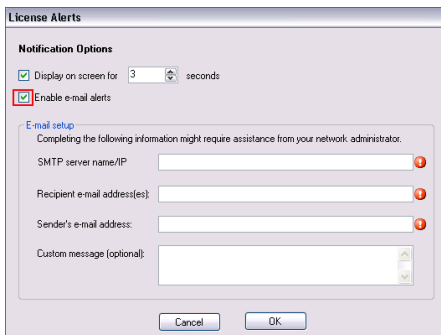 License Alerts
Notification Options
Display on screen for 3 seconds
Enable e-mail alerts
E-mail setup
Completing the following information might require assistance from your network administrator.
SMTP server name/IP
Recipient e-mail address(es):
Sender's e-mail address:
Custom message (optional):
Cancel OK